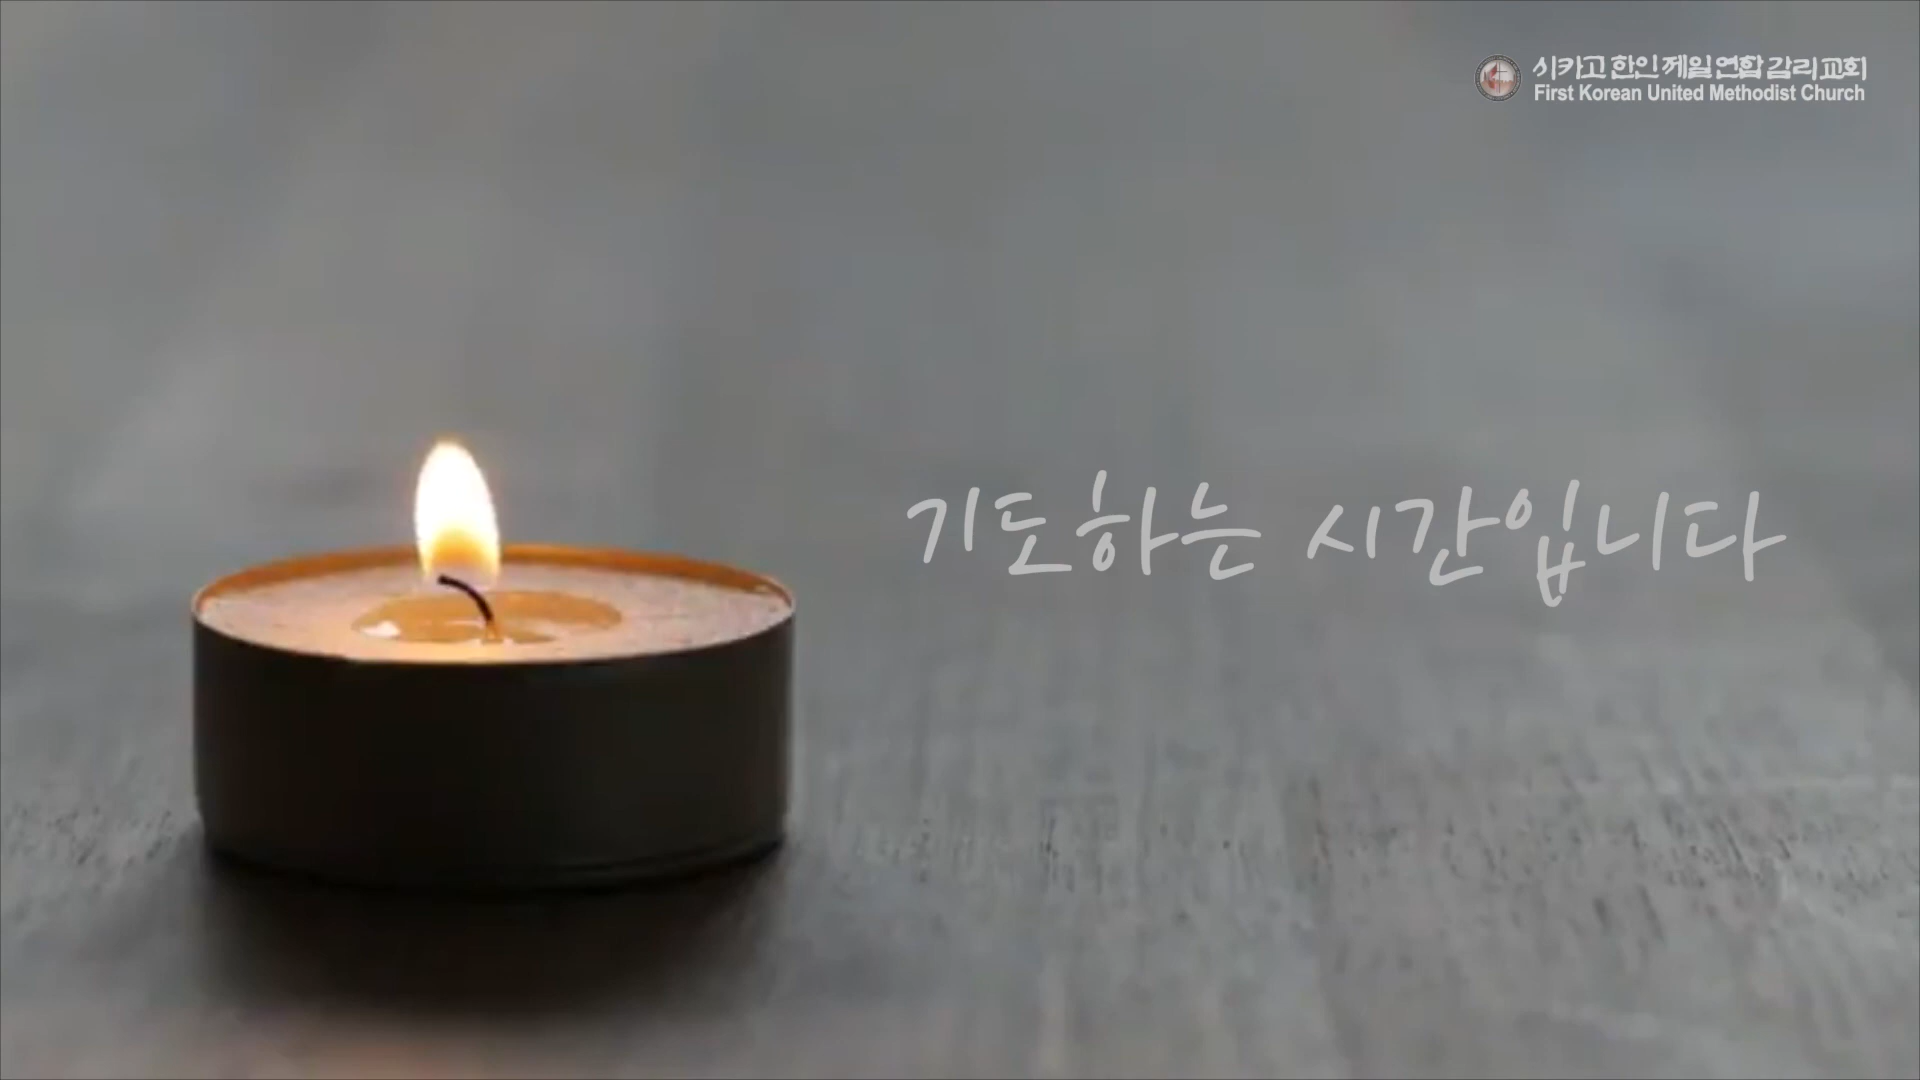 시카고 한인 제일 연합 감리 교회
First Korean United Methodist Church
기도하는 시간입니다